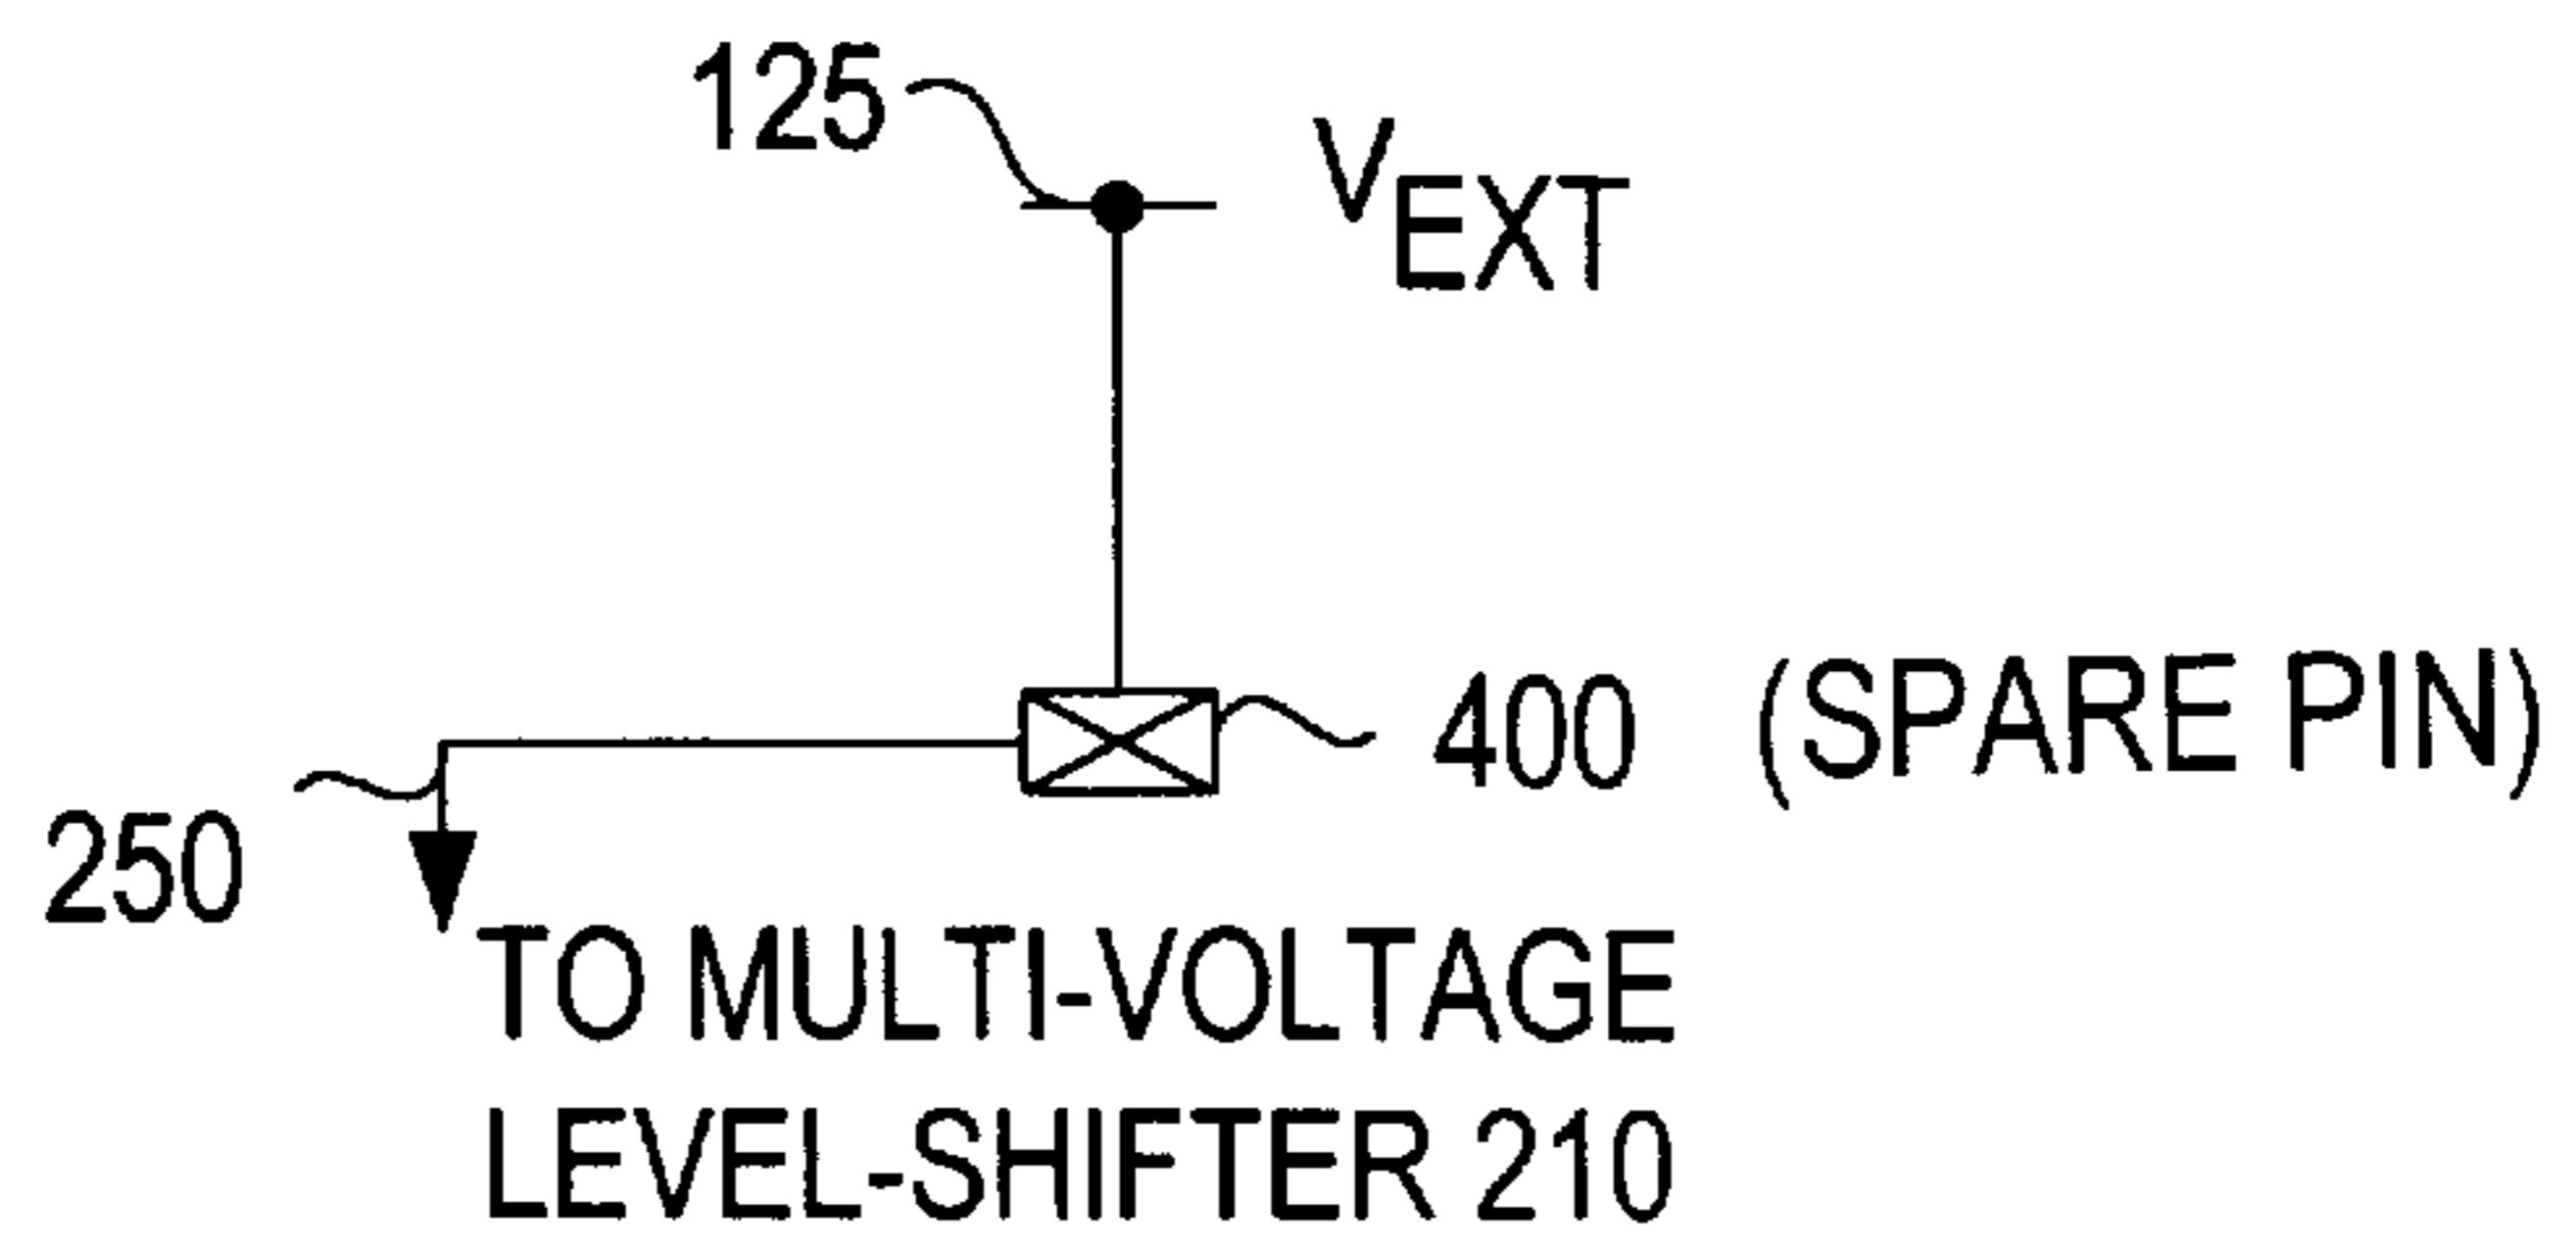 125
VEXT
400 (SPARE PIN)
250
TO MULTI-VOLTAGE
LEVEL-SHIFTER 210